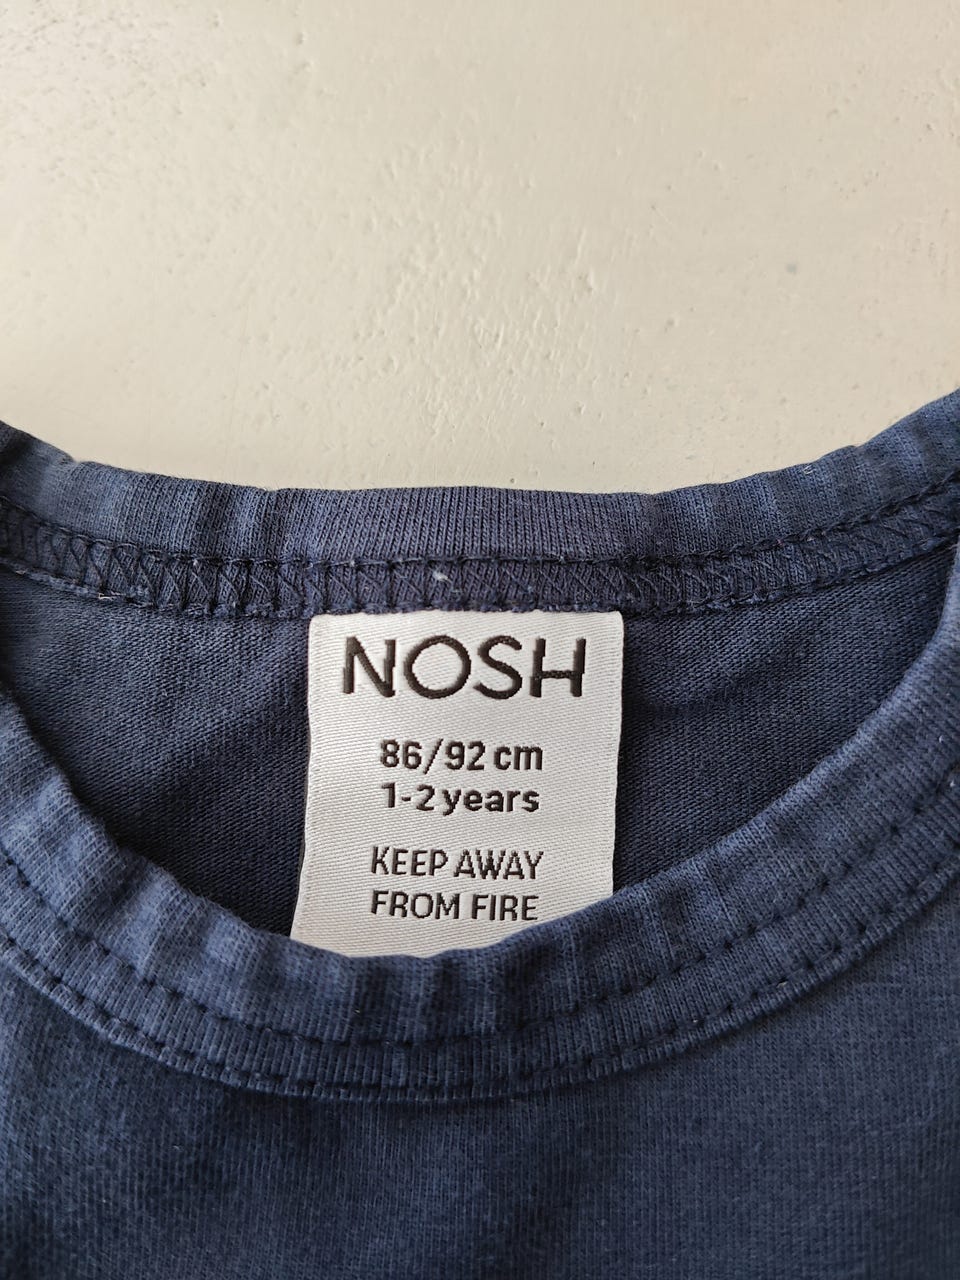 NOSH
86/92 cm
1-2 years
KEEP AWAY
FROM FIRE